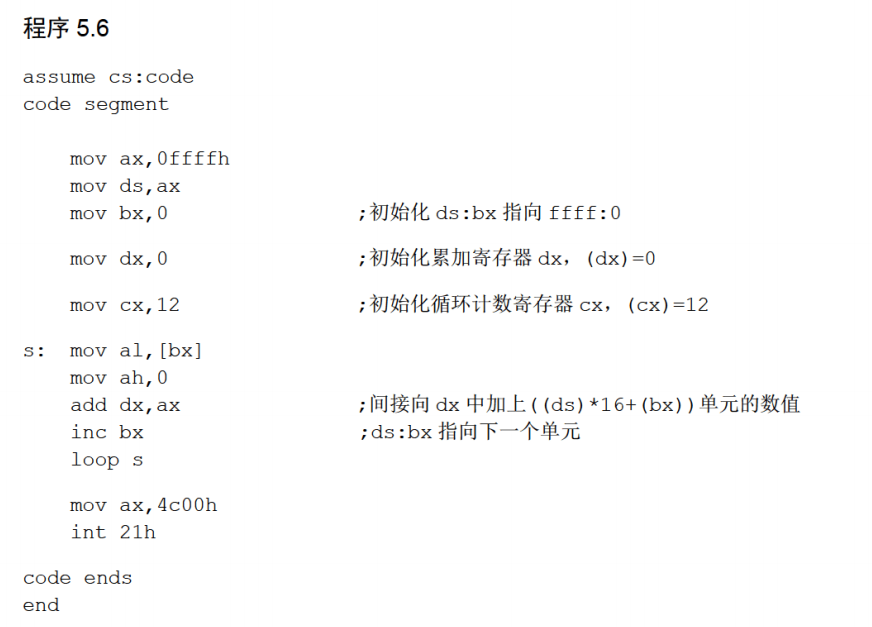 程序 5.6
assume cs:code
code segment
mov ax,0ffffh
mov ds,ax
mov bx,0 ;初始化 ds:bx 指向 ffff:0
mov dx,0 ;初始化累加寄存器 dx，(dx)=0
mov cx,12 ;初始化循环计数寄存器 cx，(cx)=12
s: mov al,[bx]
mov ah,0
add dx,ax ;间接向 dx 中加上((ds)*16+(bx))单元的数值
inc bx ;ds:bx 指向下一个单元
loop s
mov ax,4c00h
int 21h
code ends
end